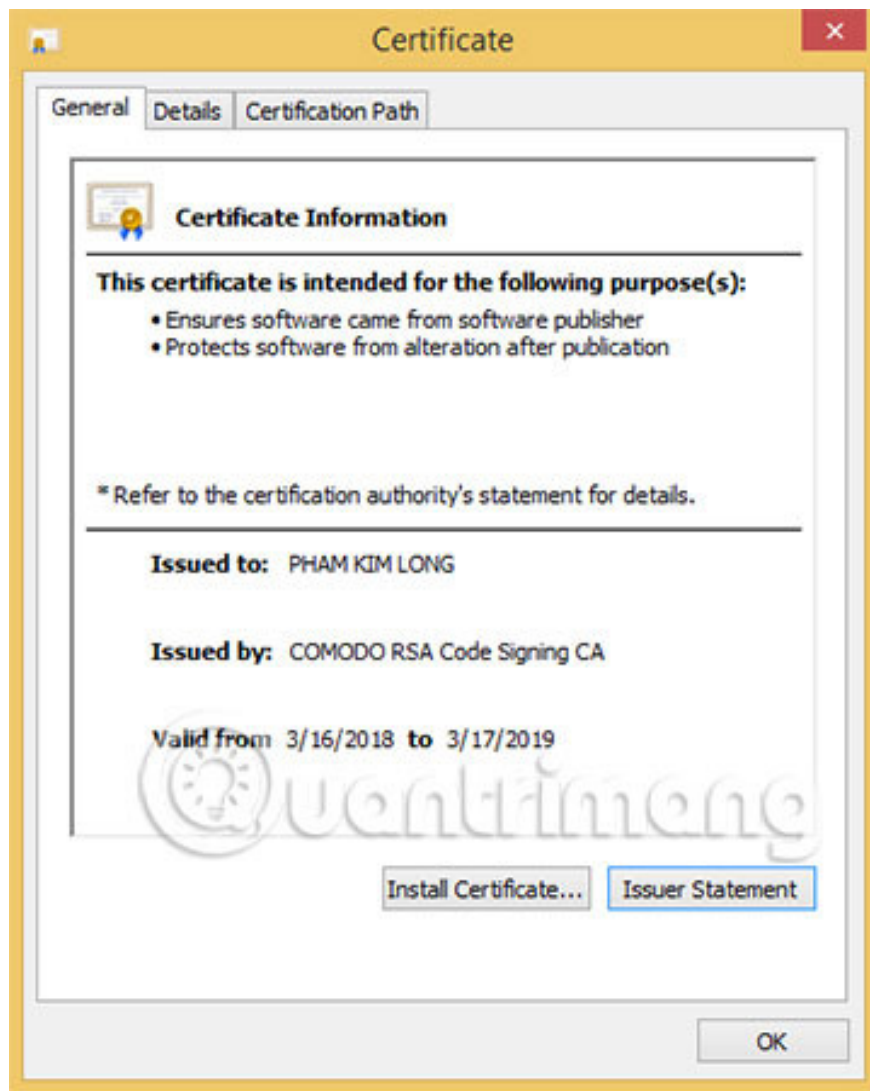 Certificate
General Details Certification Path
Certificate Information
This certificate is intended for the following purpose(s):
• Ensures software came from software publisher
• Protects software from alteration after publication
* Refer to the certification authority's statement for details.
Issued to: PHAM KIM LONG
Issued by: COMODO RSA Code Signing CA
Valid from 3/16/2018 to 3/17/2019
Quantrimang
Install Certificate... Issuer Statement
OK